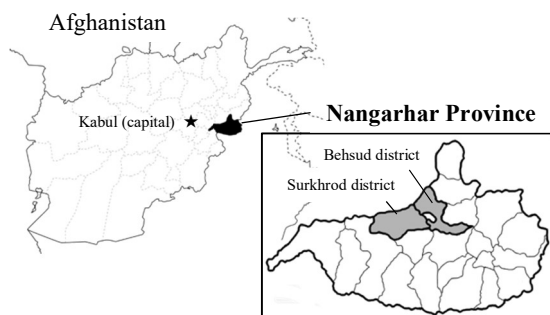 Afghanistan
Kabul (capital)
Nangarhar Province
Behsud district
Surkhrod district